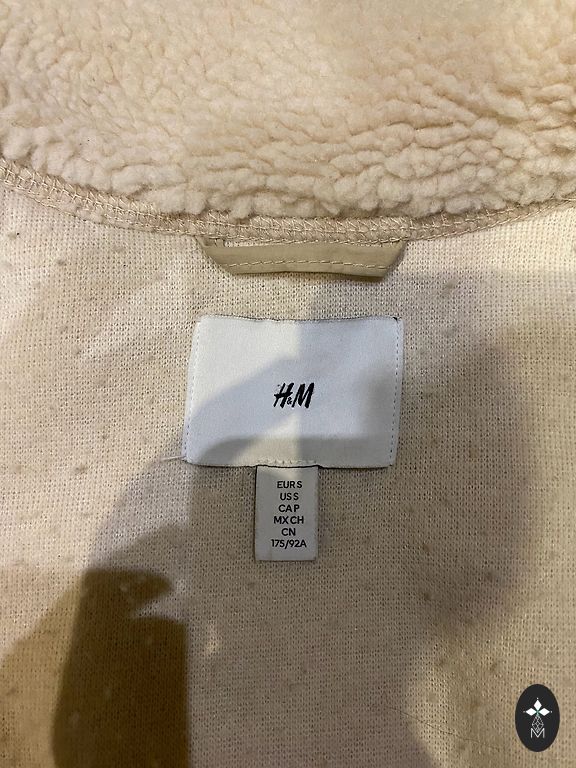 H&M
EUR S
US S
CA P
MX CH
CN
175/92A